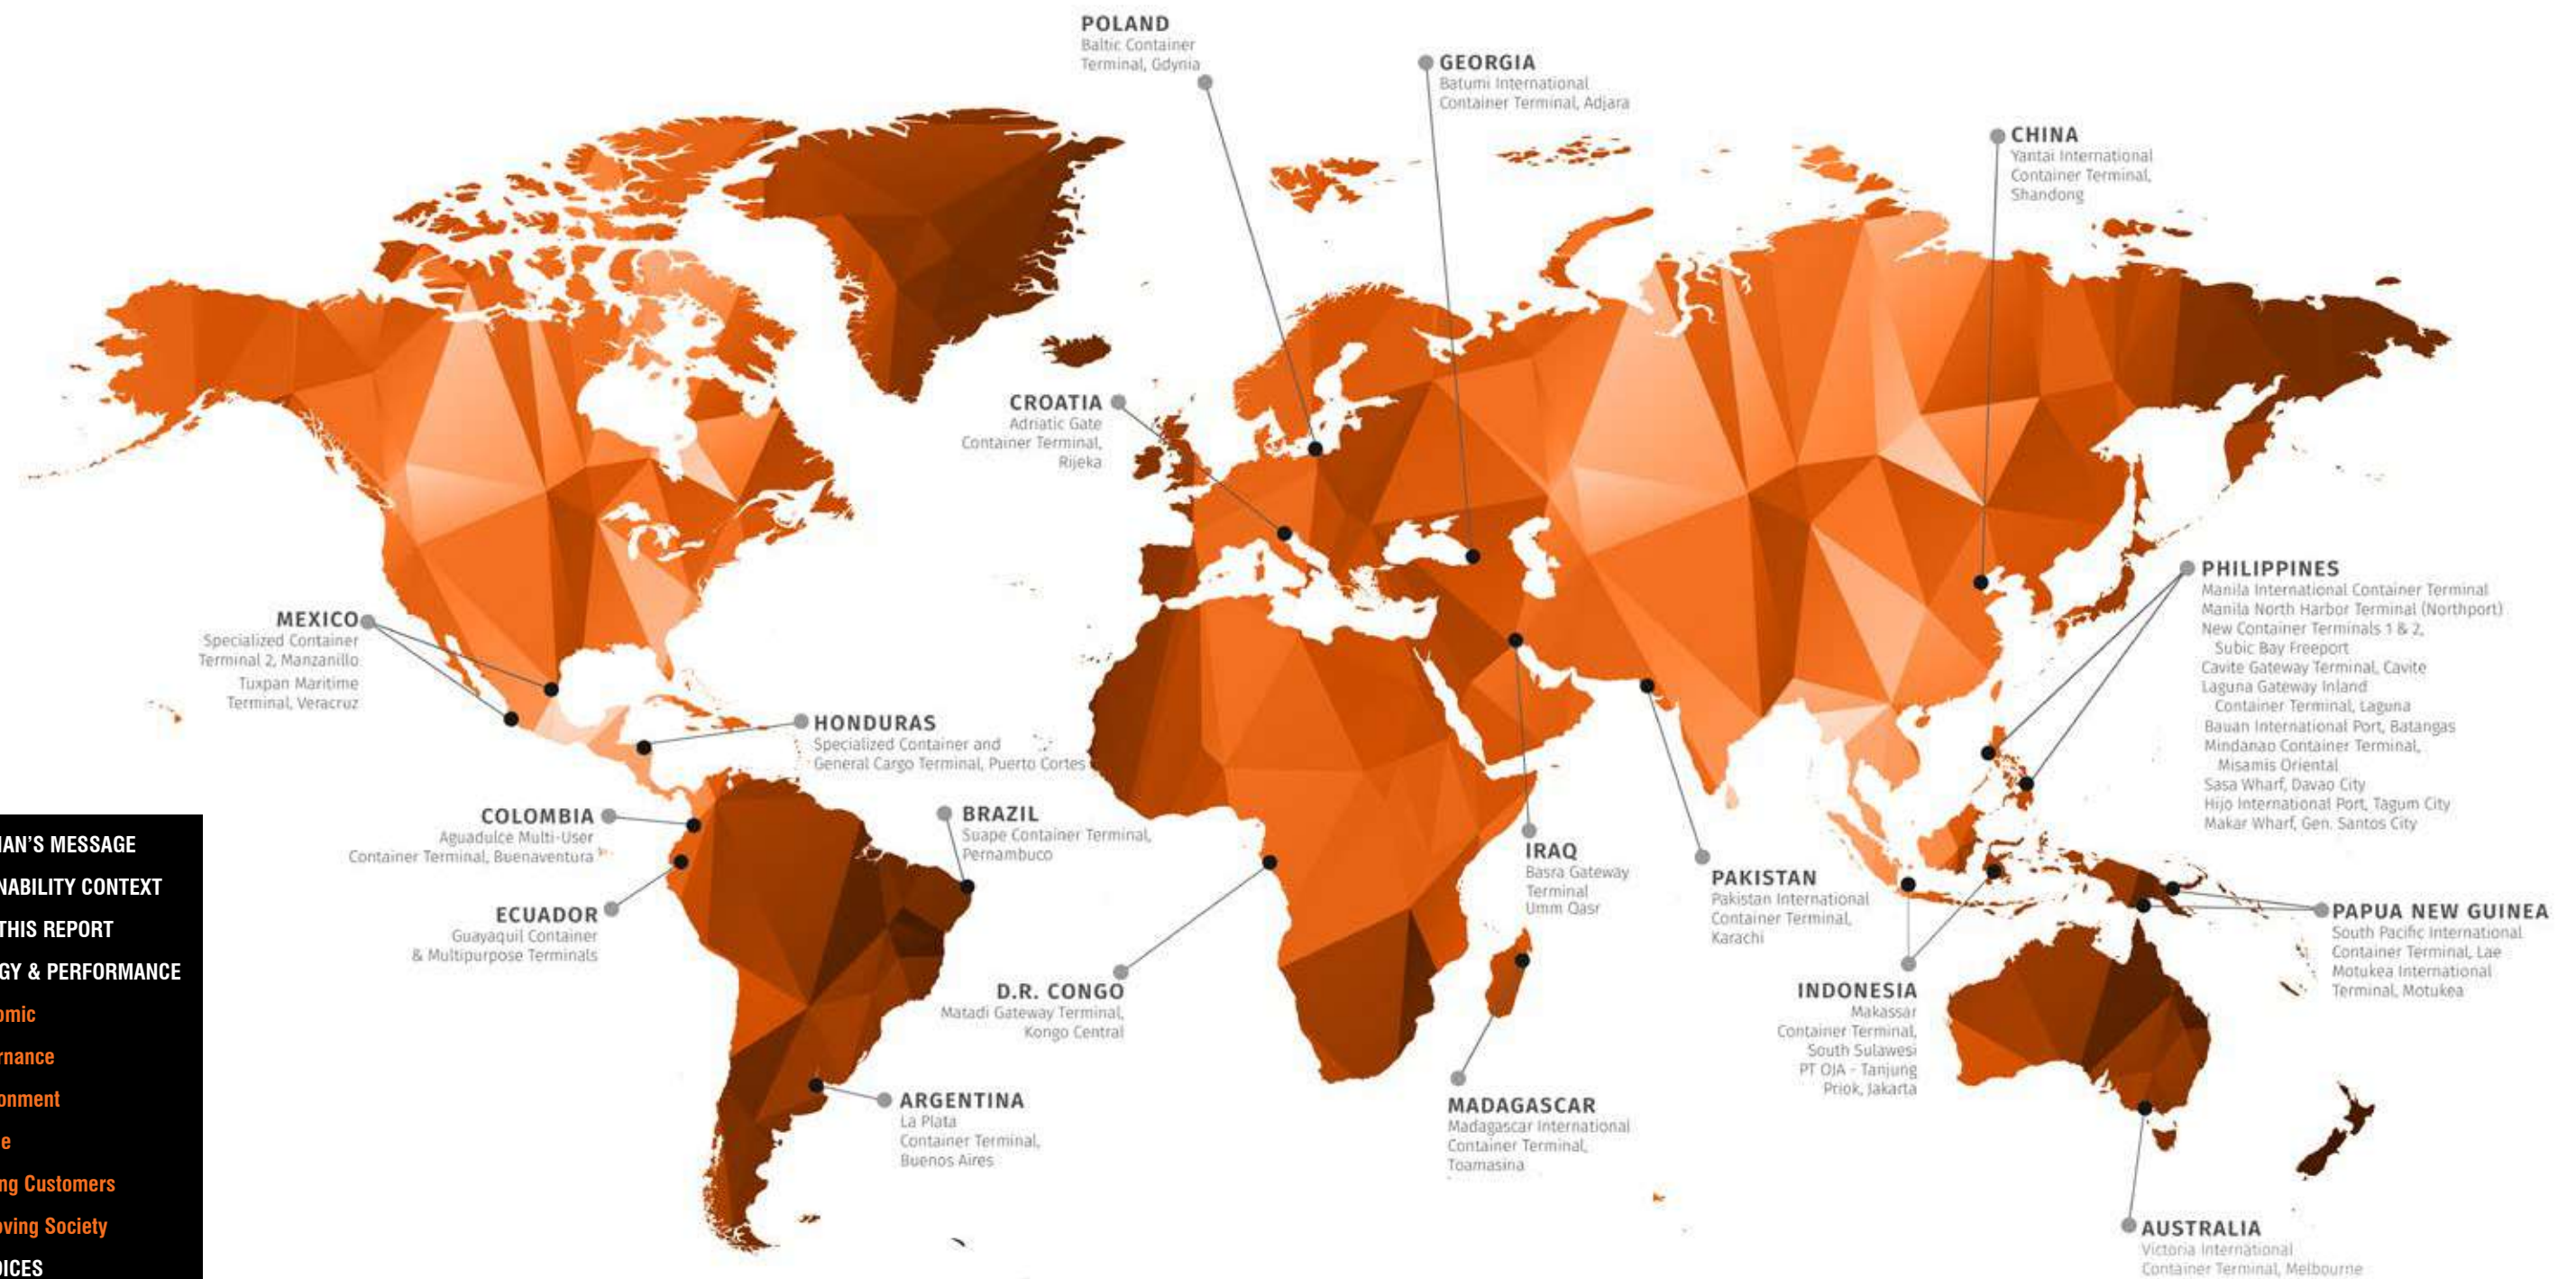 POLAND
Baltic Container
Terminal, Gdynia
GEORGIA
Batumi International
Container Terminal, Adjara
CHINA
Yantai International
Container Terminal,
Shandong
CROATIA
Adriatic Gate
Container Terminal,
Rijeka
PHILIPPINES
Manila International Container Terminal
Manila North Harbor Terminal (Northport)
New Container Terminals 1 & 2,
Subic Bay Freeport
Cavite Gateway Terminal, Cavite
Laguna Gateway Inland
Container Terminal, Laguna
Bauan International Port, Batangas
Mindanao Container Terminal,
Misamis Oriental
Sasa Wharf, Davao City
Hijo International Port, Tagum City
Makar Wharf, Gen. Santos City
MEXICO
Specialized Container
Terminal 2, Manzanillo
Tuxpan Maritime
Terminal, Veracruz
HONDURAS
Specialized Container and
General Cargo Terminal, Puerto Cortes
COLOMBIA
Aguadulce Multi-User
Container Terminal, Buenaventura
BRAZIL
Suape Container Terminal,
Pernambuco
ECUADOR
Guayaquil Container
& Multipurpose Terminals
IRAQ
Basra Gateway
Terminal
Umm Qasr
PAKISTAN
Pakistan International
Container Terminal,
Karachi
PAPUA NEW GUINEA
South Pacific International
Container Terminal, Lae
Motukea International
Terminal, Motukea
D.R. CONGO
Matadi Gateway Terminal,
Kongo Central
INDONESIA
Makassar
Container Terminal,
South Sulawesi
PT OJA - Tanjung
Priok, Jakarta
ARGENTINA
La Plata
Container Terminal,
Buenos Aires
MADAGASCAR
Madagascar International
Container Terminal,
Toamasina
AUSTRALIA
Victoria International
Container Terminal, Melbourne
IAN'S MESSAGE
NABILITY CONTEXT
THIS REPORT
GY & PERFORMANCE
omic
rnance
onment
e
ng Customers
oving Society
DICES